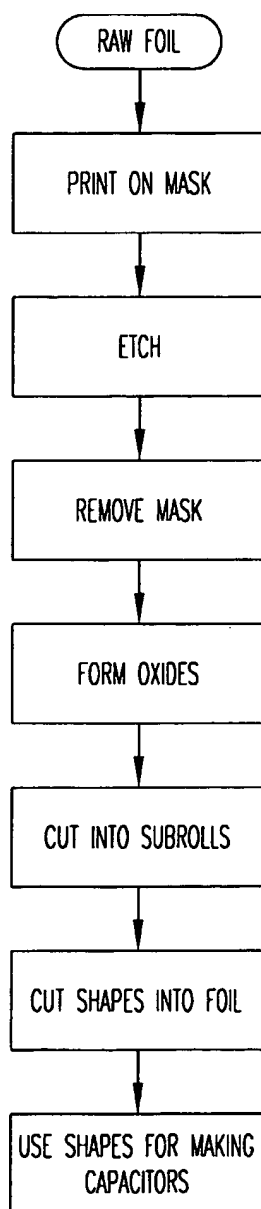 RAW FOIL
PRINT ON MASK
ETCH
REMOVE MASK
FORM OXIDES
CUT INTO SUBROLLS
CUT SHAPES INTO FOIL
USE SHAPES FOR MAKING
CAPACITORS